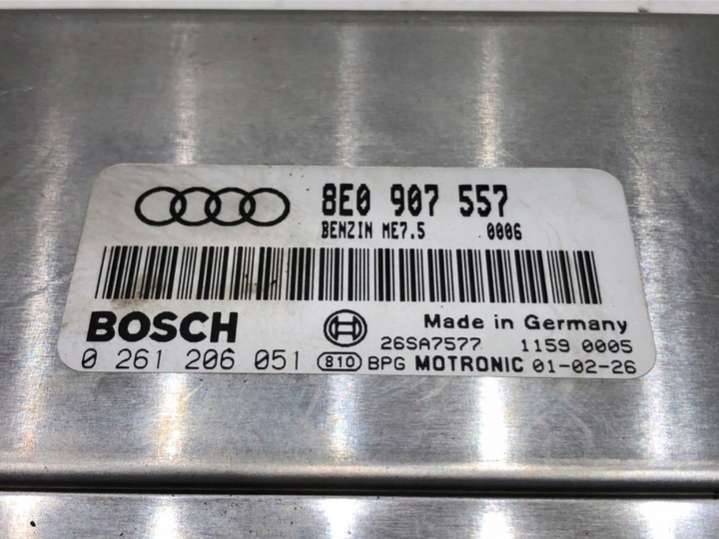 8E0 907 557
BENZIN ME7.5 0006
BOSCH Made in Germany
26SA7577 1159 0005
0 261 206 051 810 BPG MOTRONIC 01-02-26